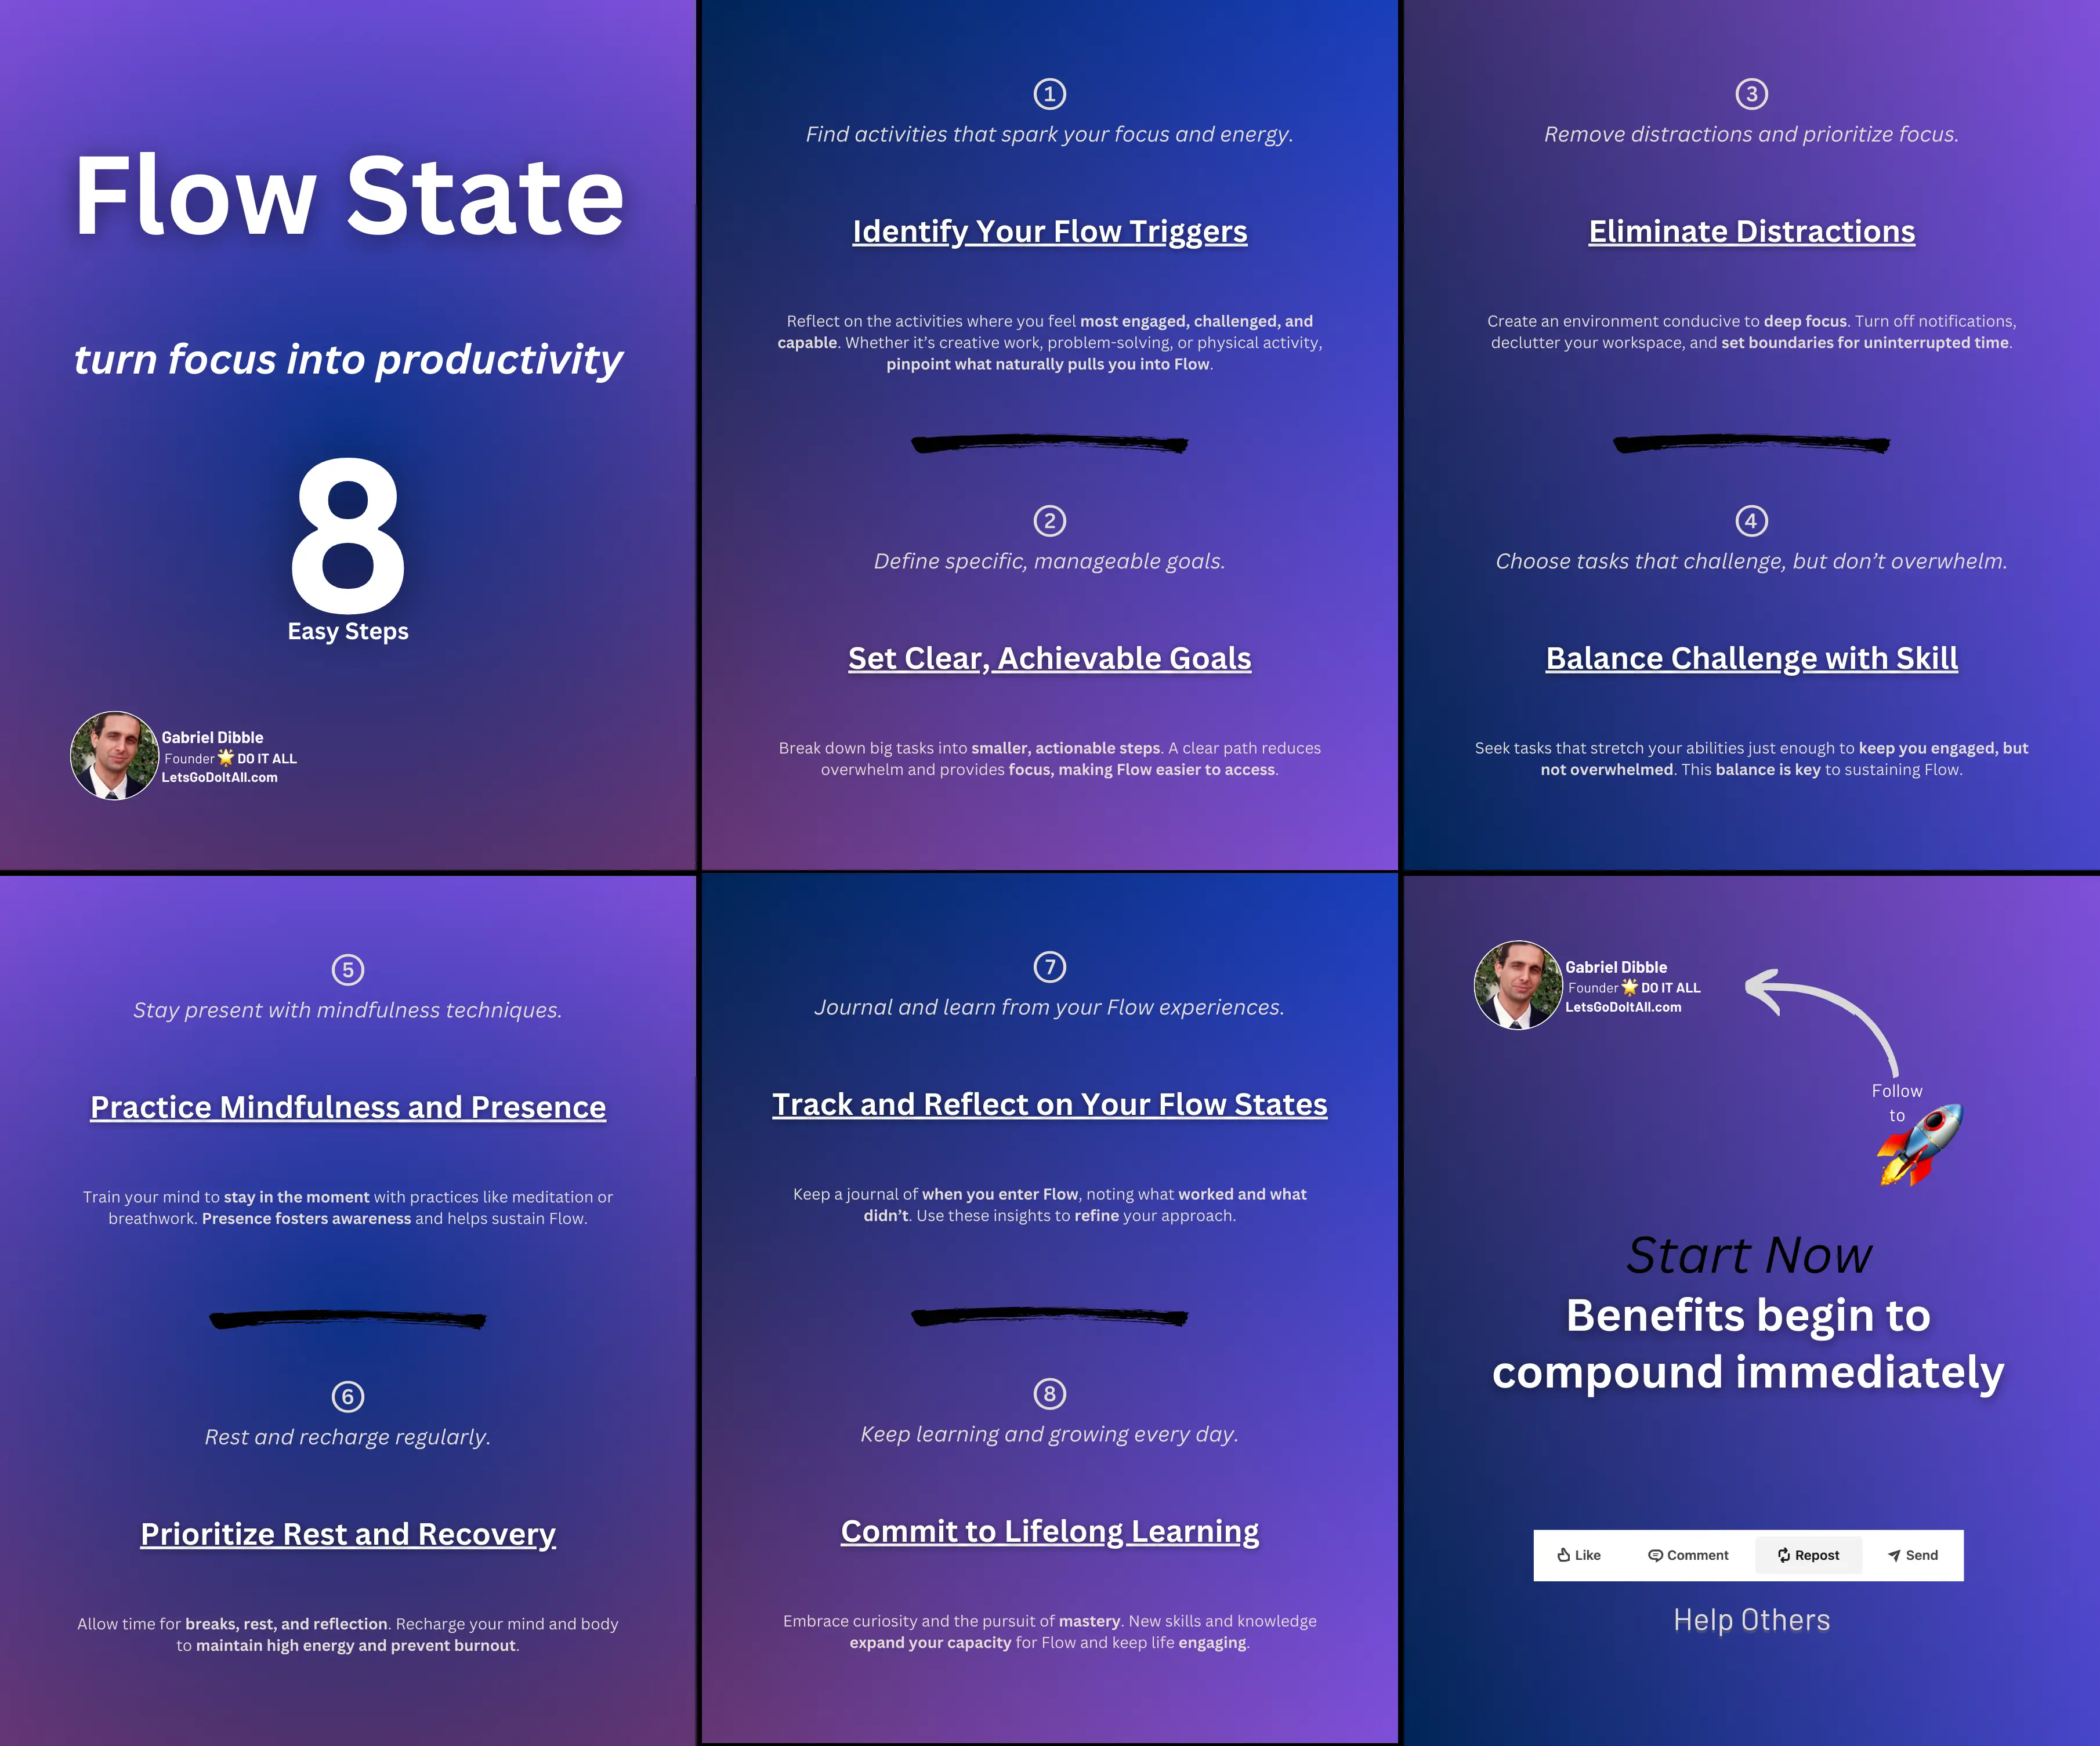 Flow State
turn focus into productivity
8
Easy Steps
Gabriel Dibble
Founder 🌟 DO IT ALL
LetsGoDoItAll.com
1
Find activities that spark your focus and energy.
Identify Your Flow Triggers
Reflect on the activities where you feel most engaged, challenged, and
capable. Whether it’s creative work, problem-solving, or physical activity,
pinpoint what naturally pulls you into Flow.
2
Define specific, manageable goals.
Set Clear, Achievable Goals
Break down big tasks into smaller, actionable steps. A clear path reduces
overwhelm and provides focus, making Flow easier to access.
3
Remove distractions and prioritize focus.
Eliminate Distractions
Create an environment conducive to deep focus. Turn off notifications,
declutter your workspace, and set boundaries for uninterrupted time.
4
Choose tasks that challenge, but don’t overwhelm.
Balance Challenge with Skill
Seek tasks that stretch your abilities just enough to keep you engaged, but
not overwhelmed. This balance is key to sustaining Flow.
5
Stay present with mindfulness techniques.
Practice Mindfulness and Presence
Train your mind to stay in the moment with practices like meditation or
breathwork. Presence fosters awareness and helps sustain Flow.
6
Rest and recharge regularly.
Prioritize Rest and Recovery
Allow time for breaks, rest, and reflection. Recharge your mind and body
to maintain high energy and prevent burnout.
7
Journal and learn from your Flow experiences.
Track and Reflect on Your Flow States
Keep a journal of when you enter Flow, noting what worked and what
didn’t. Use these insights to refine your approach.
8
Keep learning and growing every day.
Commit to Lifelong Learning
Embrace curiosity and the pursuit of mastery. New skills and knowledge
expand your capacity for Flow and keep life engaging.
Gabriel Dibble
Founder 🌟 DO IT ALL
LetsGoDoItAll.com
Follow
to
🚀
Start Now
Benefits begin to
compound immediately
Like Comment Repost Send
Help Others